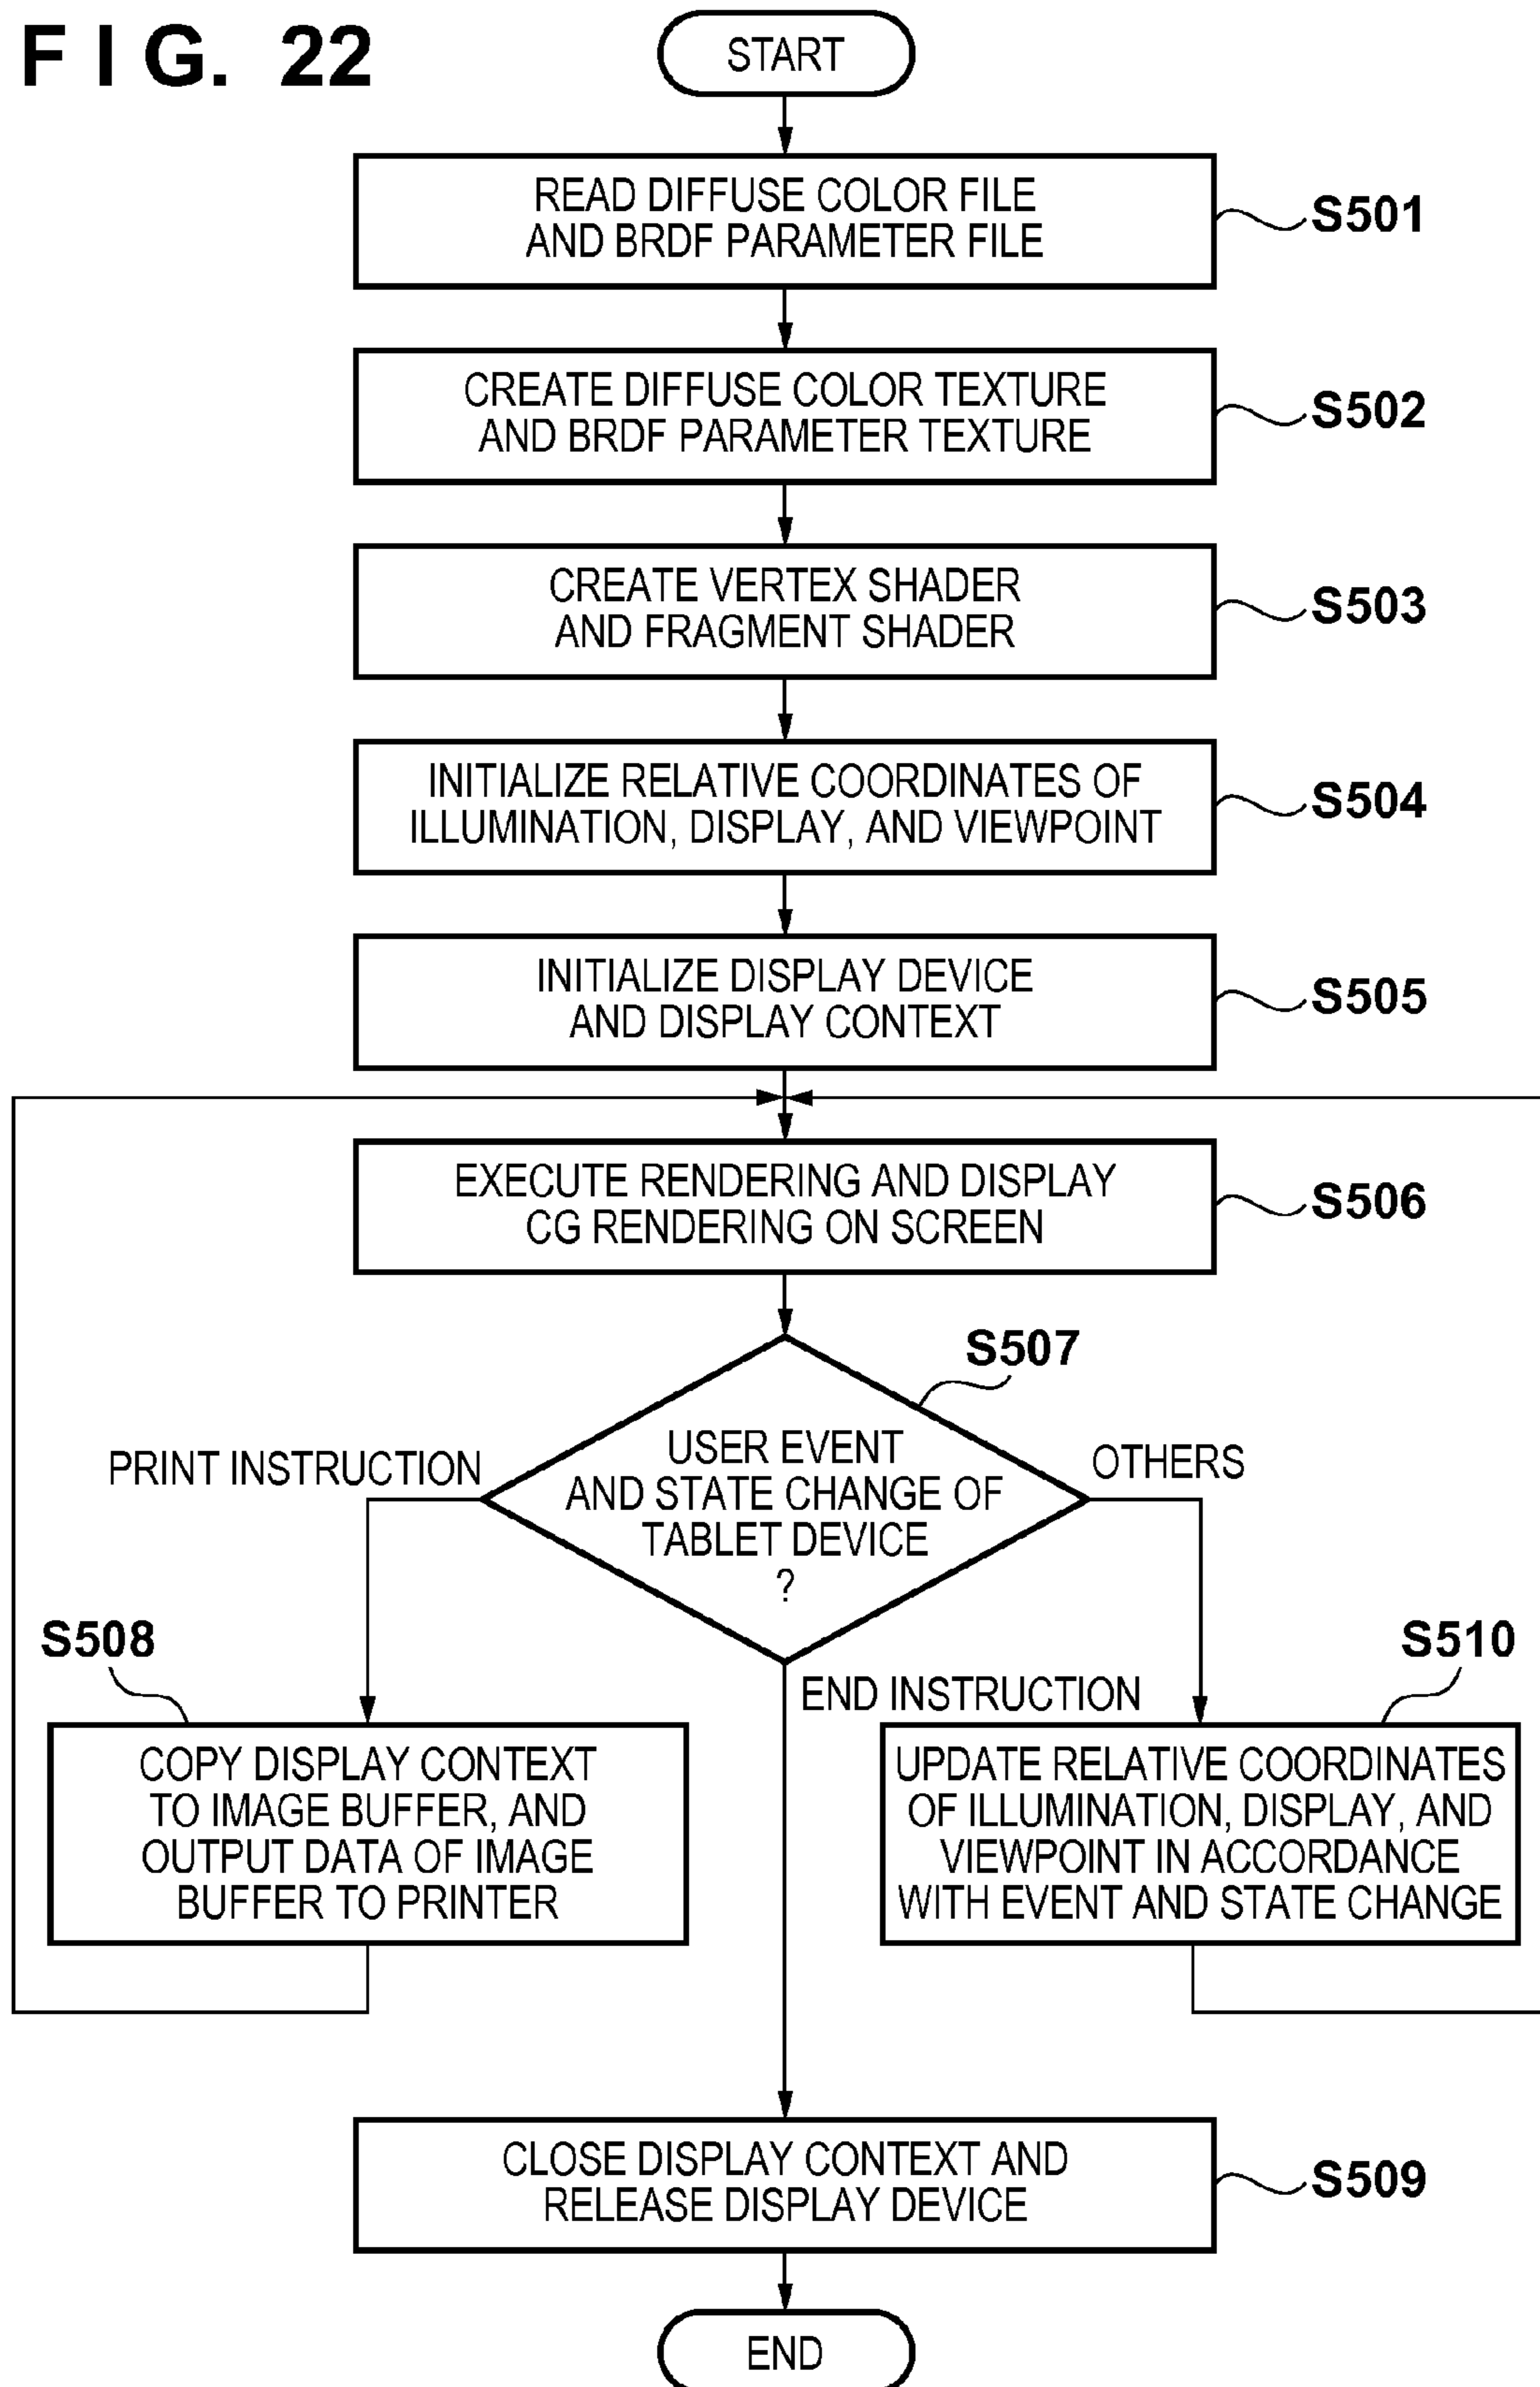 FIG. 22
START
READ DIFFUSE COLOR FILE
AND BRDF PARAMETER FILE
S501
CREATE DIFFUSE COLOR TEXTURE
AND BRDF PARAMETER TEXTURE
S502
CREATE VERTEX SHADER
AND FRAGMENT SHADER
S503
INITIALIZE RELATIVE COORDINATES OF
ILLUMINATION, DISPLAY, AND VIEWPOINT
S504
INITIALIZE DISPLAY DEVICE
AND DISPLAY CONTEXT
S505
EXECUTE RENDERING AND DISPLAY
CG RENDERING ON SCREEN
S506
S507
USER EVENT
AND STATE CHANGE OF
TABLET DEVICE
?
PRINT INSTRUCTION
OTHERS
END INSTRUCTION
S508
COPY DISPLAY CONTEXT
TO IMAGE BUFFER, AND
OUTPUT DATA OF IMAGE
BUFFER TO PRINTER
S510
UPDATE RELATIVE COORDINATES
OF ILLUMINATION, DISPLAY, AND
VIEWPOINT IN ACCORDANCE
WITH EVENT AND STATE CHANGE
CLOSE DISPLAY CONTEXT AND
RELEASE DISPLAY DEVICE
S509
END